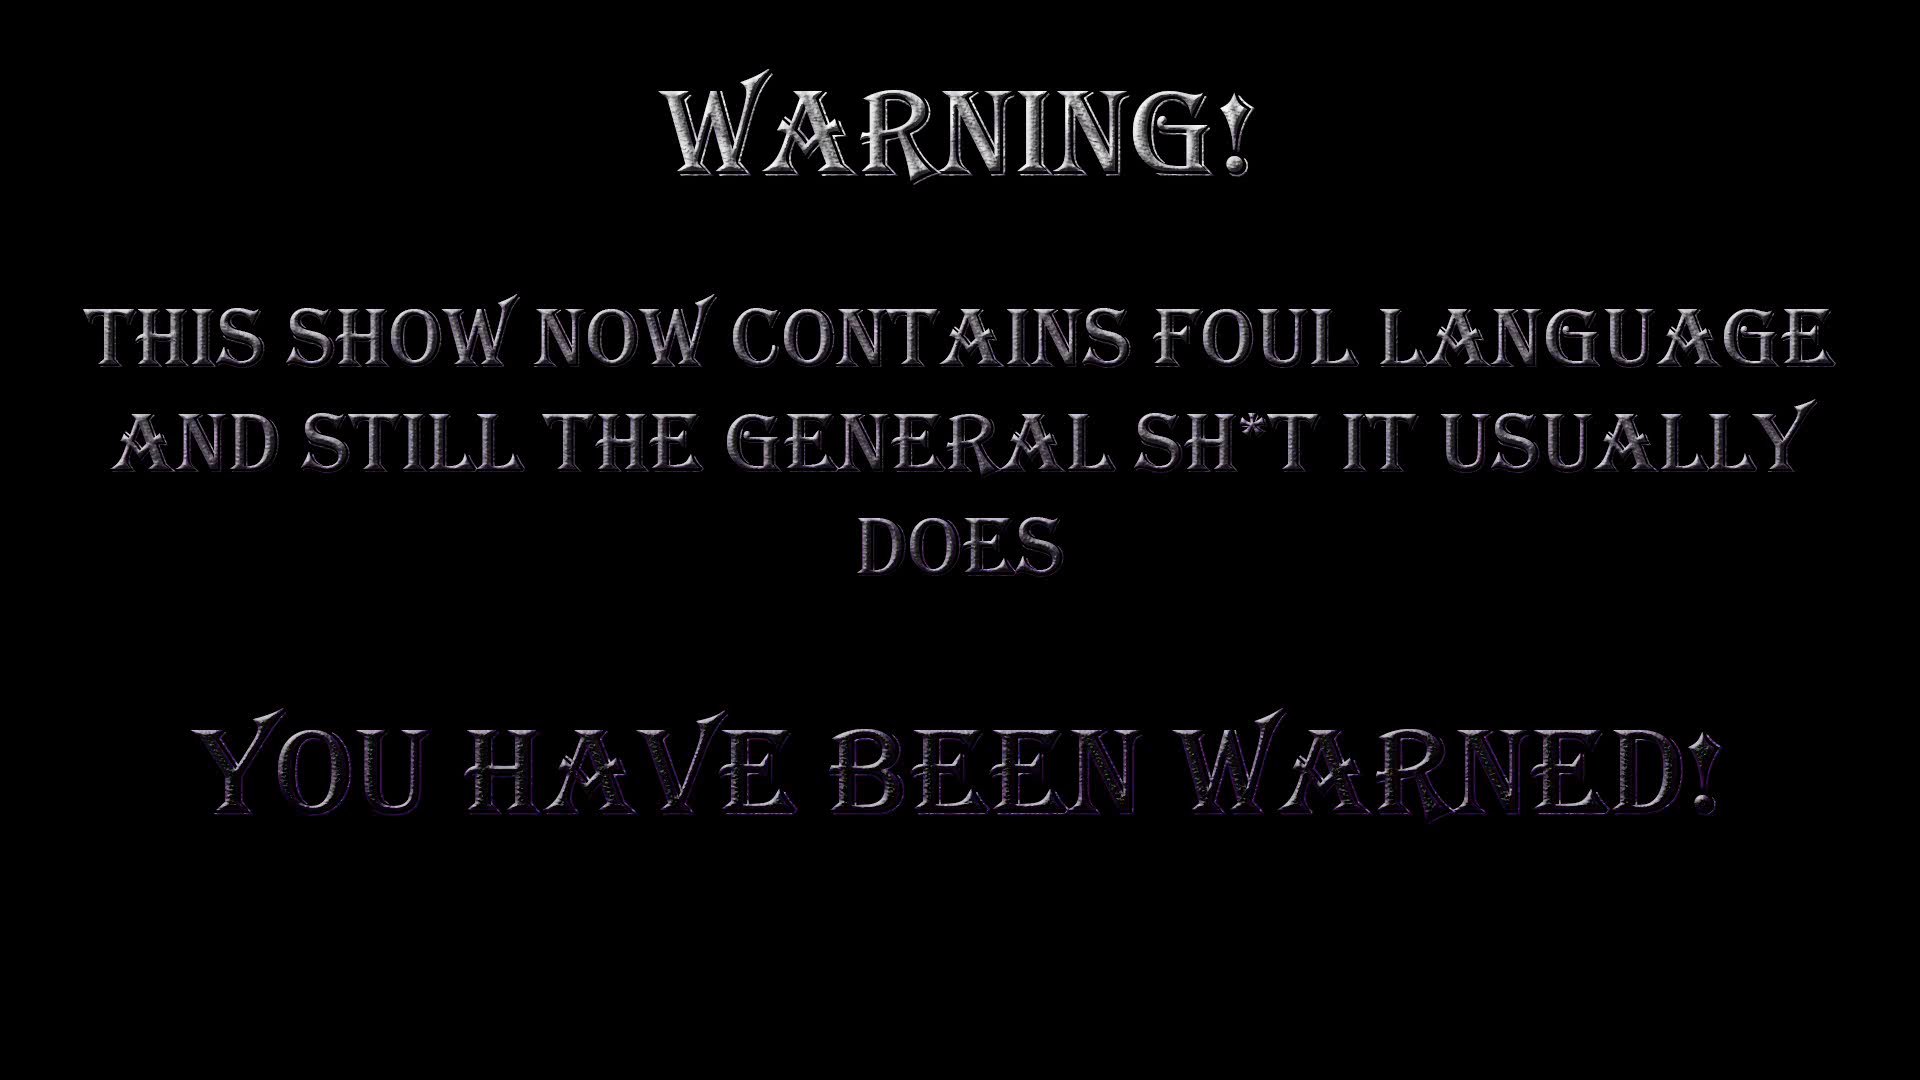 WARNING!
THIS SHOW NOW CONTAINS FOUL LANGUAGE
AND STILL THE GENERAL SH*T IT USUALLY
DOES
YOU HAVE BEEN WARNED!